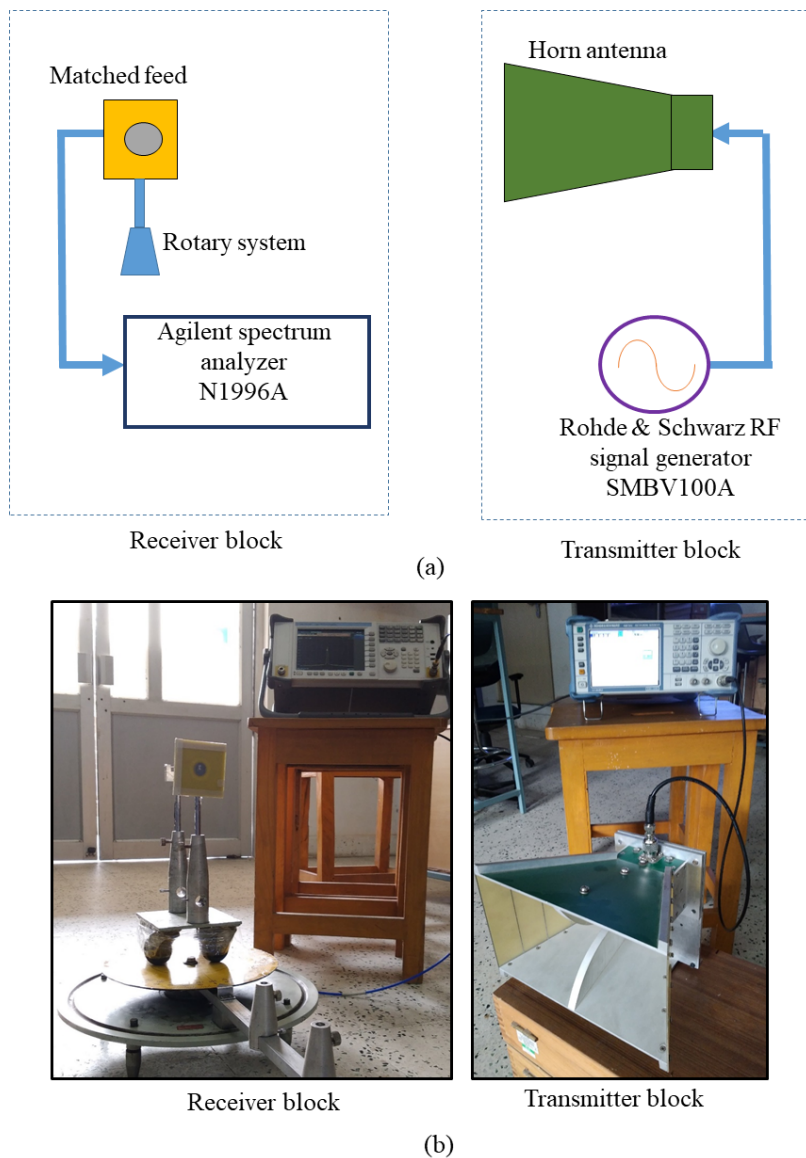 Matched feed
Rotary system
Agilent spectrum
analyzer
N1996A
Receiver block
Horn antenna
Rohde & Schwarz RF
signal generator
SMBV100A
Transmitter block
(a)
Receiver block
Transmitter block
(b)